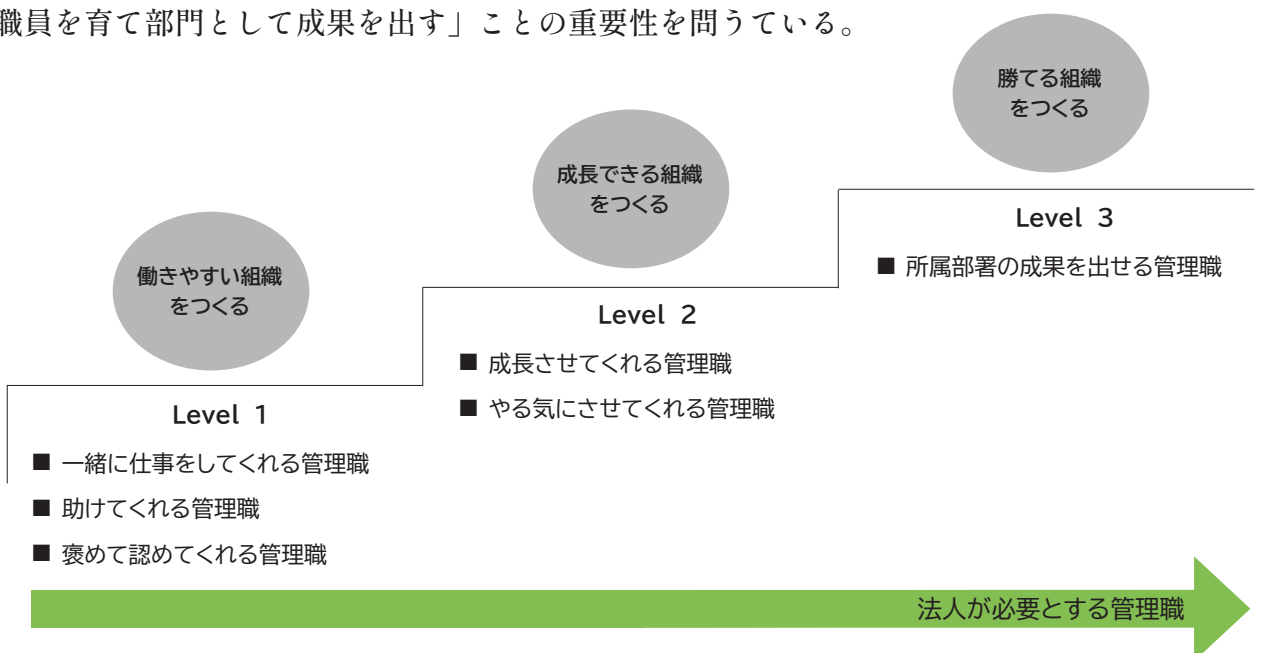 職員を育て部門として成果を出す」ことの重要性を問うている。
勝てる組織
をつくる
成長できる組織
をつくる
働きやすい組織
をつくる
Level 3
■ 所属部署の成果を出せる管理職
Level 2
■ 成長させてくれる管理職
■ やる気にさせてくれる管理職
Level 1
■ 一緒に仕事をしてくれる管理職
■ 助けてくれる管理職
■ 褒めて認めてくれる管理職
法人が必要とする管理職